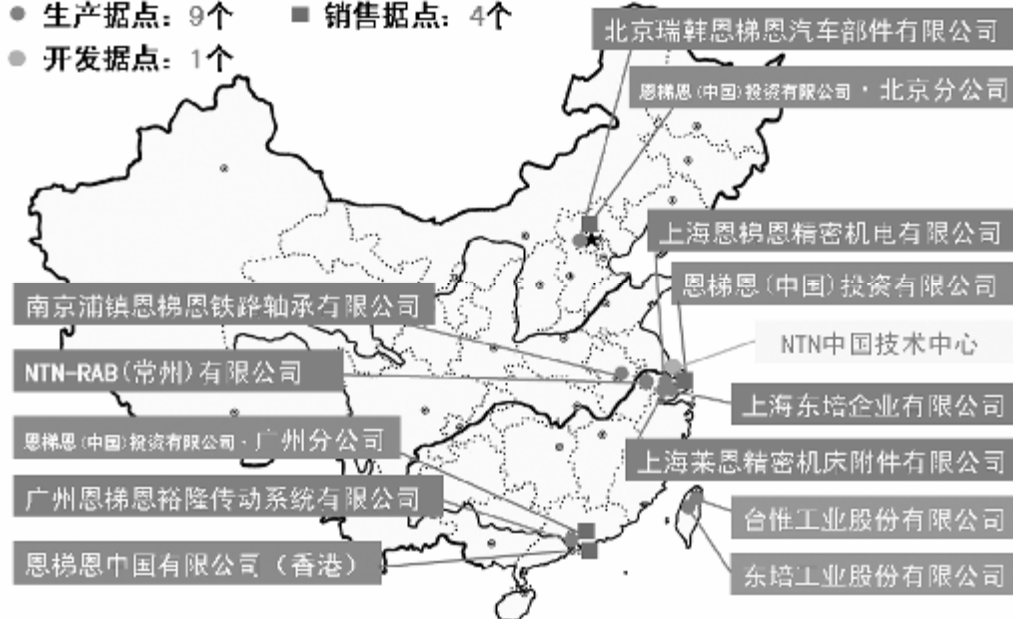 生产据点：9个
销售据点：4个
开发据点：1个
北京瑞韩恩梯恩汽车部件有限公司
恩梯恩（中国）投资有限公司·北京分公司
上海恩梯恩精密机电有限公司
恩梯恩（中国）投资有限公司
南京浦镇恩梯恩铁路轴承有限公司
NTN中国技术中心
NTN-RAB（常州）有限公司
上海东培企业有限公司
恩梯恩（中国）投资有限公司·广州分公司
上海莱恩精密机床附件有限公司
广州恩梯恩裕隆传动系统有限公司
台惟工业股份有限公司
恩梯恩中国有限公司（香港）
东培工业股份有限公司